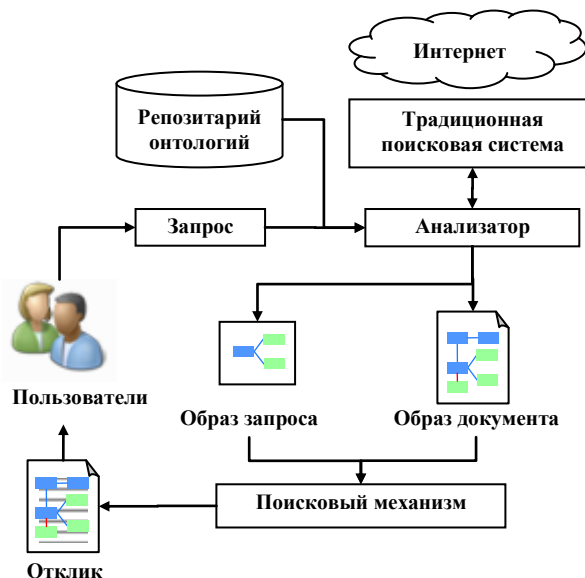 Интернет
Репозитарий
онтологий
Традиционная
поисковая система
Запрос
Анализатор
Пользователи
Образ запроса
Образ документа
Поисковый механизм
Отклик